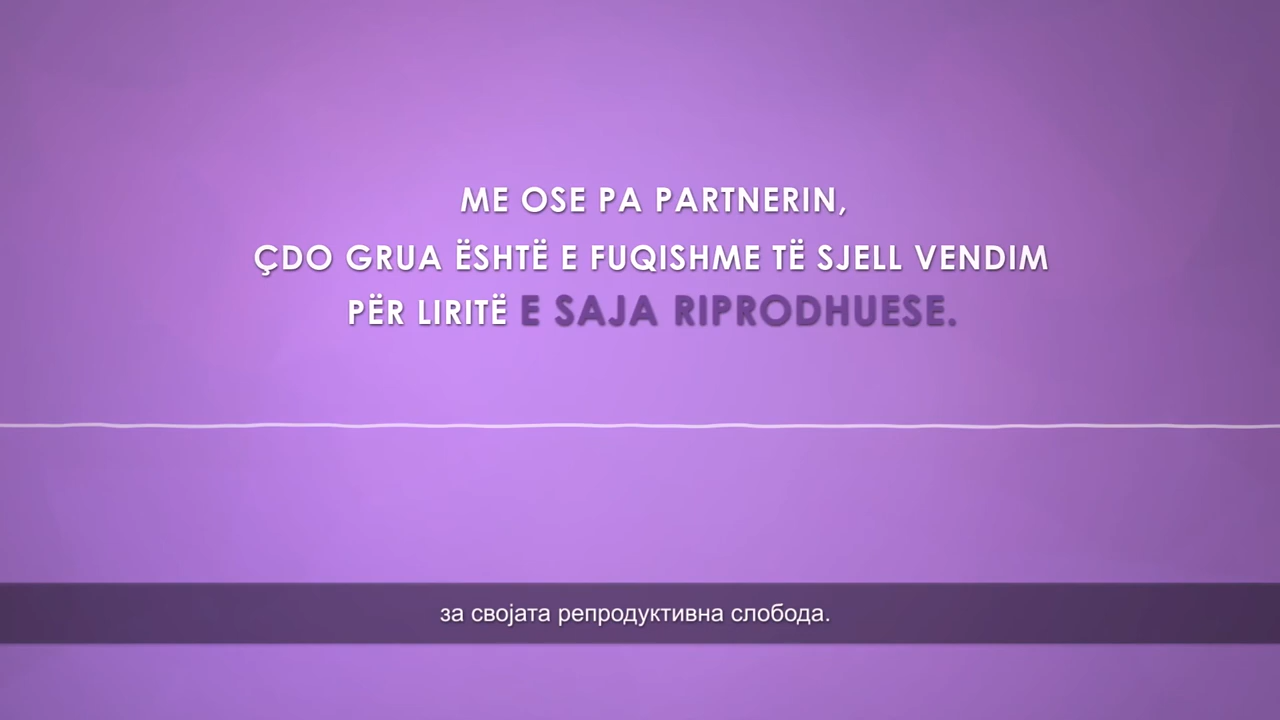 ME OSE PA PARTNERIN,
ÇDO GRUA ËSHTË E FUQISHME TË SJELL VENDIM
PËR LIRITË E SAJA RIPRODHUESE.
за својата репродуктивна слобода.